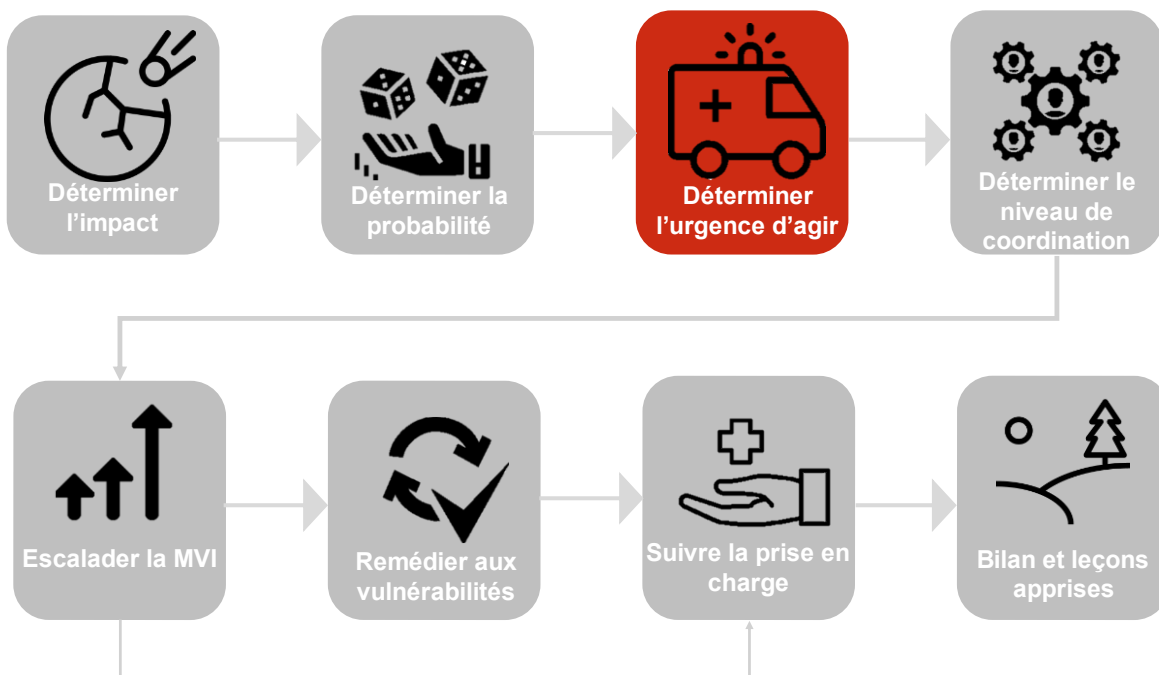 Déterminer
l’impact
Déterminer la
probabilité
Déterminer
l’urgence d’agir
Déterminer le
niveau de
coordination
Escalader la MVI
Remédier aux
vulnérabilités
Suivre la prise en
charge
Bilan et leçons
apprises